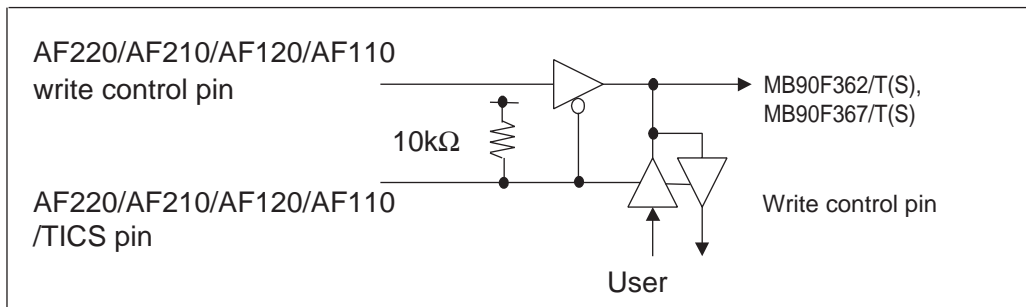 AF220/AF210/AF120/AF110
write control pin
MB90F362/T(S),
MB90F367/T(S)
10kΩ
AF220/AF210/AF120/AF110
/TICS pin
Write control pin
User